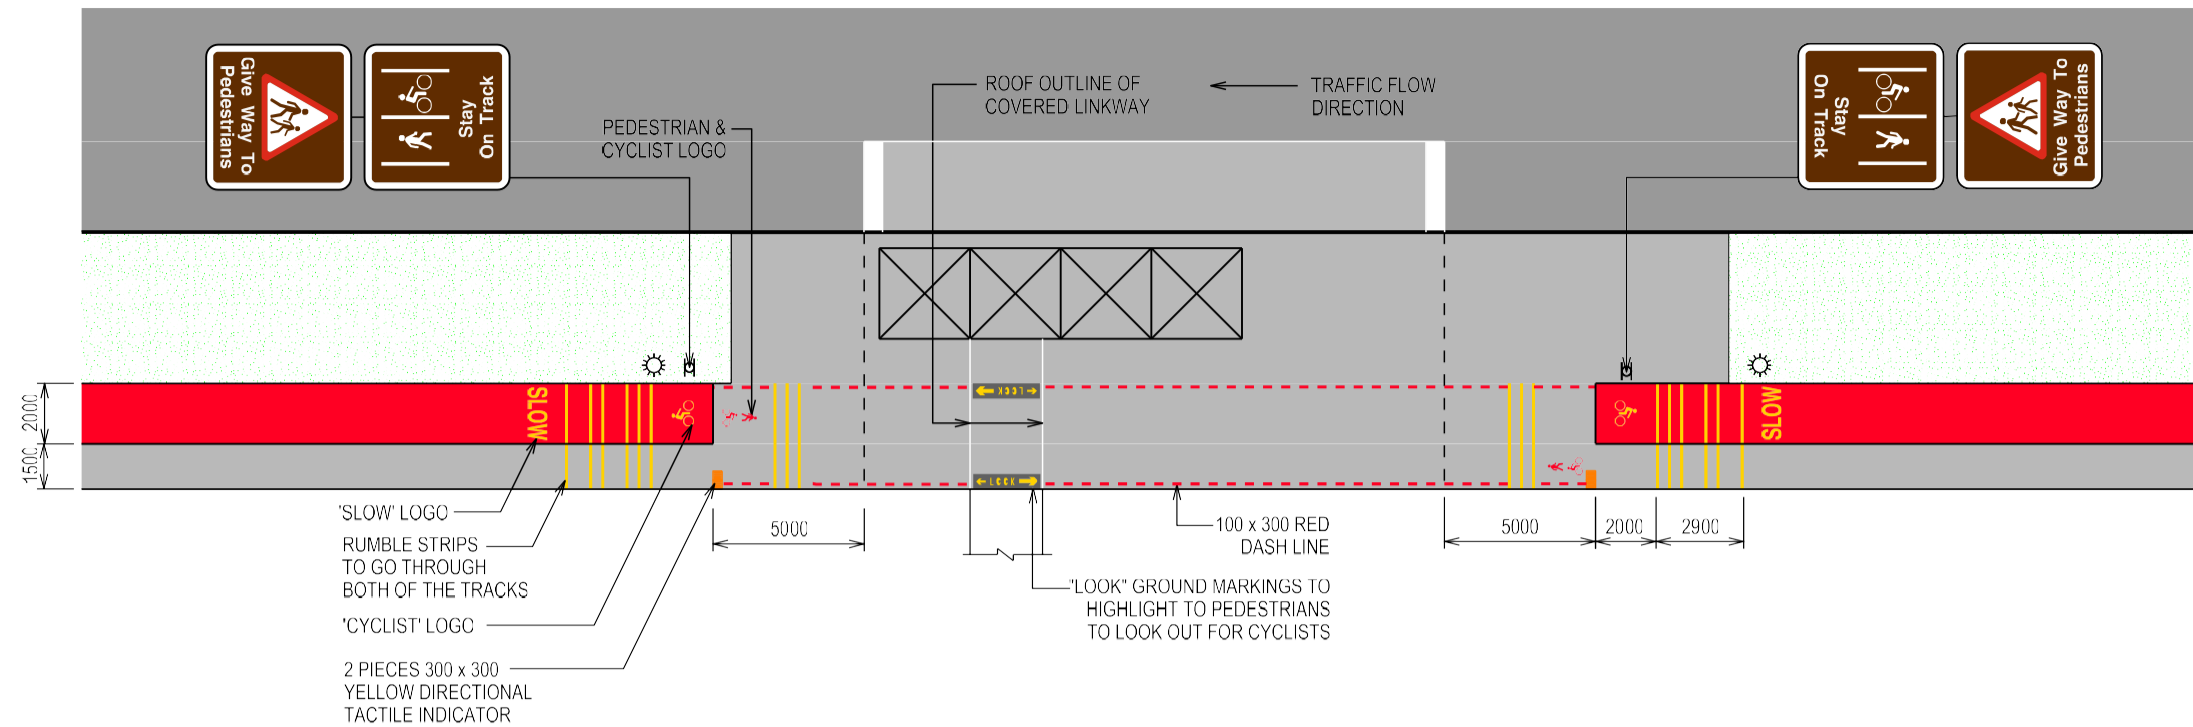 Give Way To
Pedestrians
Stay
On Track
PEDESTRIAN &
CYCLIST LOGO
ROOF OUTLINE OF
COVERED LINKWAY
TRAFFIC FLOW
DIRECTION
Stay
On Track
Give Way To
Pedestrians
2000
1500
SLOW
LOOK
LOOK
SLOW
'SLOW' LOGO
RUMBLE STRIPS
TO GO THROUGH
BOTH OF THE TRACKS
'CYCLIST' LOGO
2 PIECES 300 x 300
YELLOW DIRECTIONAL
TACTILE INDICATOR
5000
100 x 300 RED
DASH LINE
"LOOK" GROUND MARKINGS TO
HIGHLIGHT TO PEDESTRIANS
TO LOOK OUT FOR CYCLISTS
5000
2000
2900